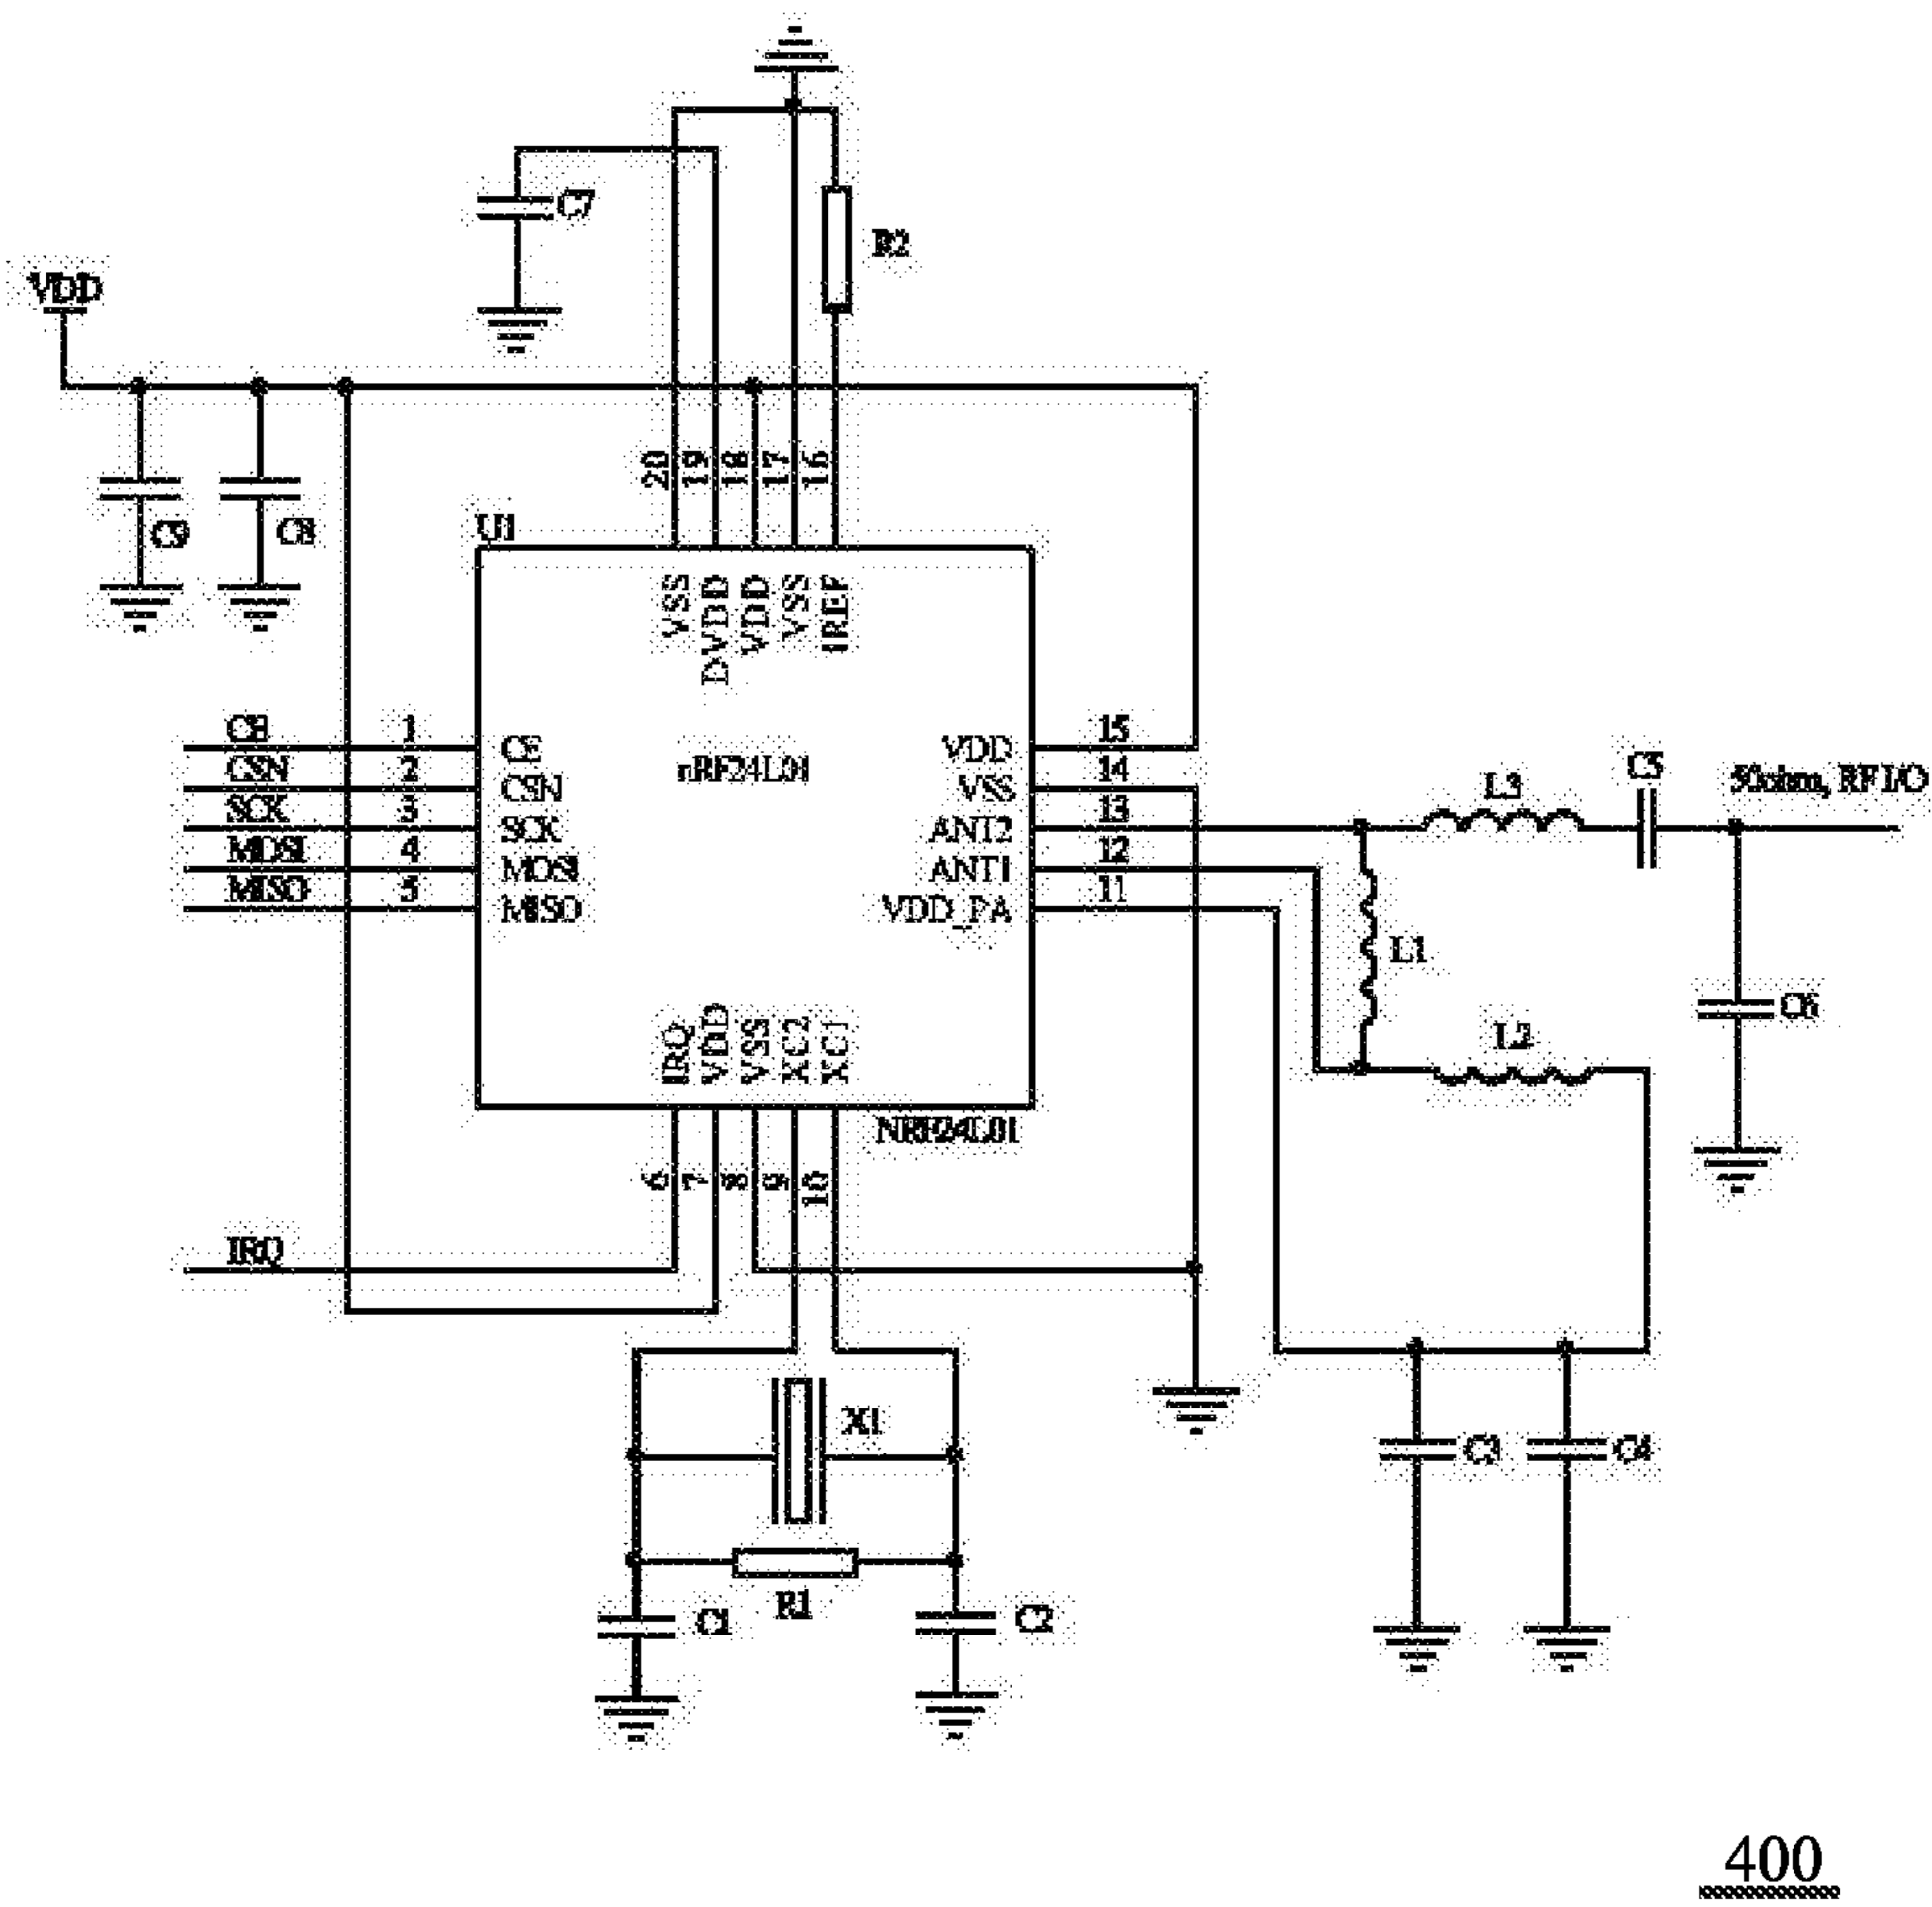 C7
R2
VDD
20
19
18
17
16
C9
C8
U1
VSS
DVDD
VDD
VSS
IREF
CE
1
CE
nRF24L01
VDD
15
CSN
2
CSN
VSS
14
SCK
3
SCK
ANT2
13
MOSI
4
MOSI
ANT1
12
MISO
5
MISO
VDD_PA
11
L3
C5
50ohm, RF I/O
L1
C6
L2
IRQ
VDD
VSS
XC2
XC1
NRF24L01
6
7
8
9
10
IRQ
X1
C3
C4
R1
C1
C2
400